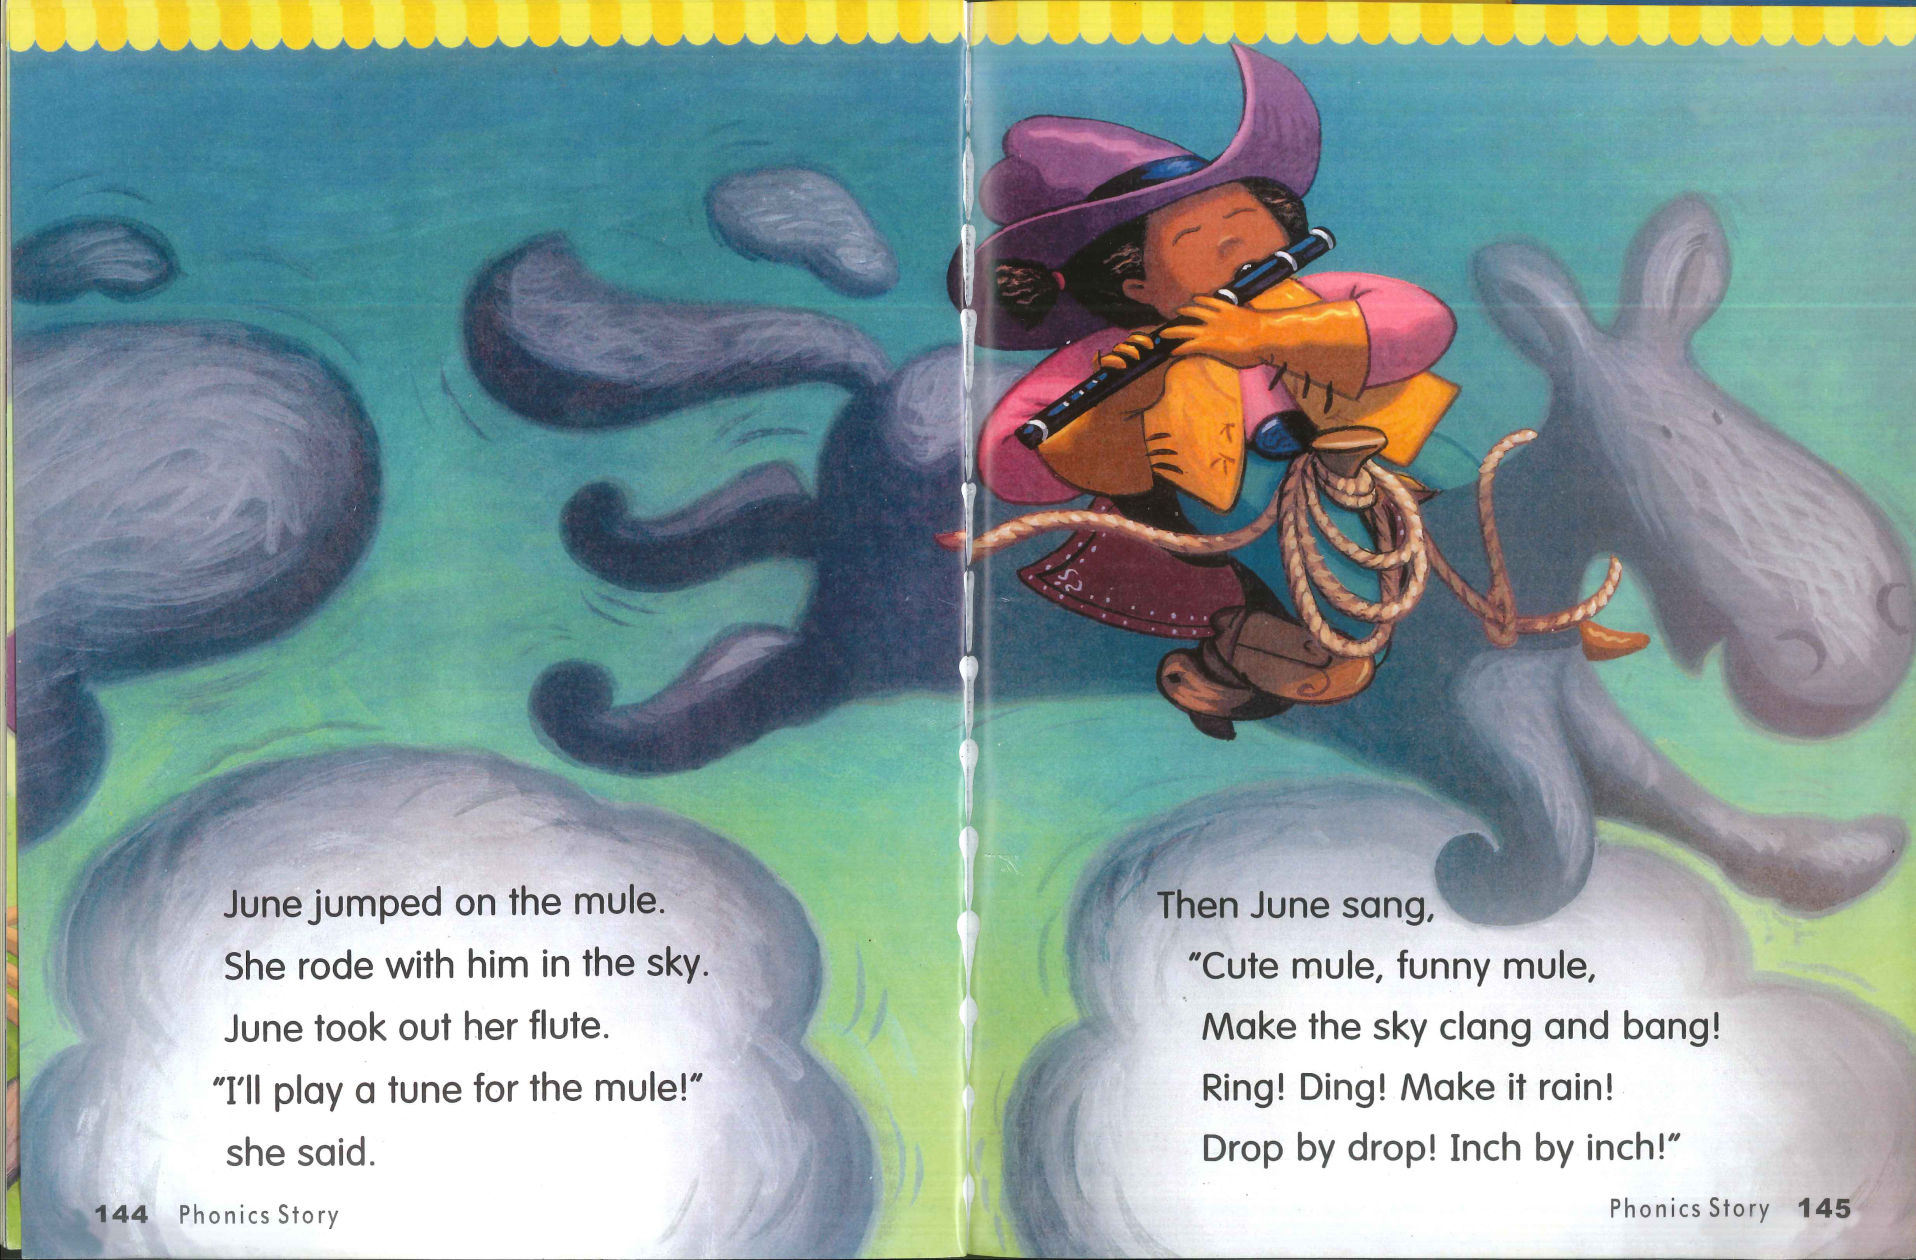 June jumped on the mule.
She rode with him in the sky.
June took out her flute.
"I'll play a tune for the mule!"
she said.
144 Phonics Story
Then June sang,
"Cute mule, funny mule,
Make the sky clang and bang!
Ring! Ding! Make it rain!
Drop by drop! Inch by inch!"
Phonics Story 145